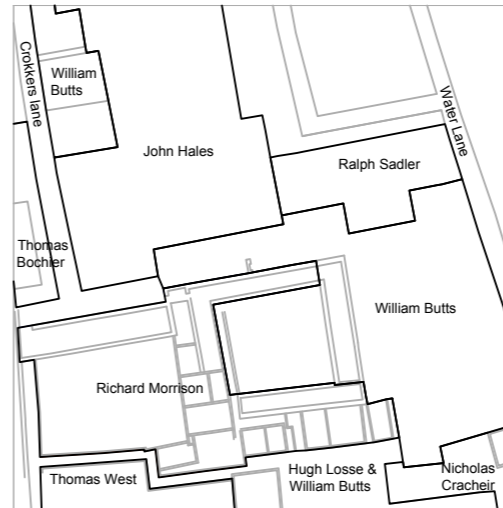 Crokkers lane
William
Butts
John Hales
Water Lane
Ralph Sadler
Thomas
Bochier
William Butts
Richard Morrison
Thomas West
Hugh Losse &
William Butts
Nicholas
Cracheir